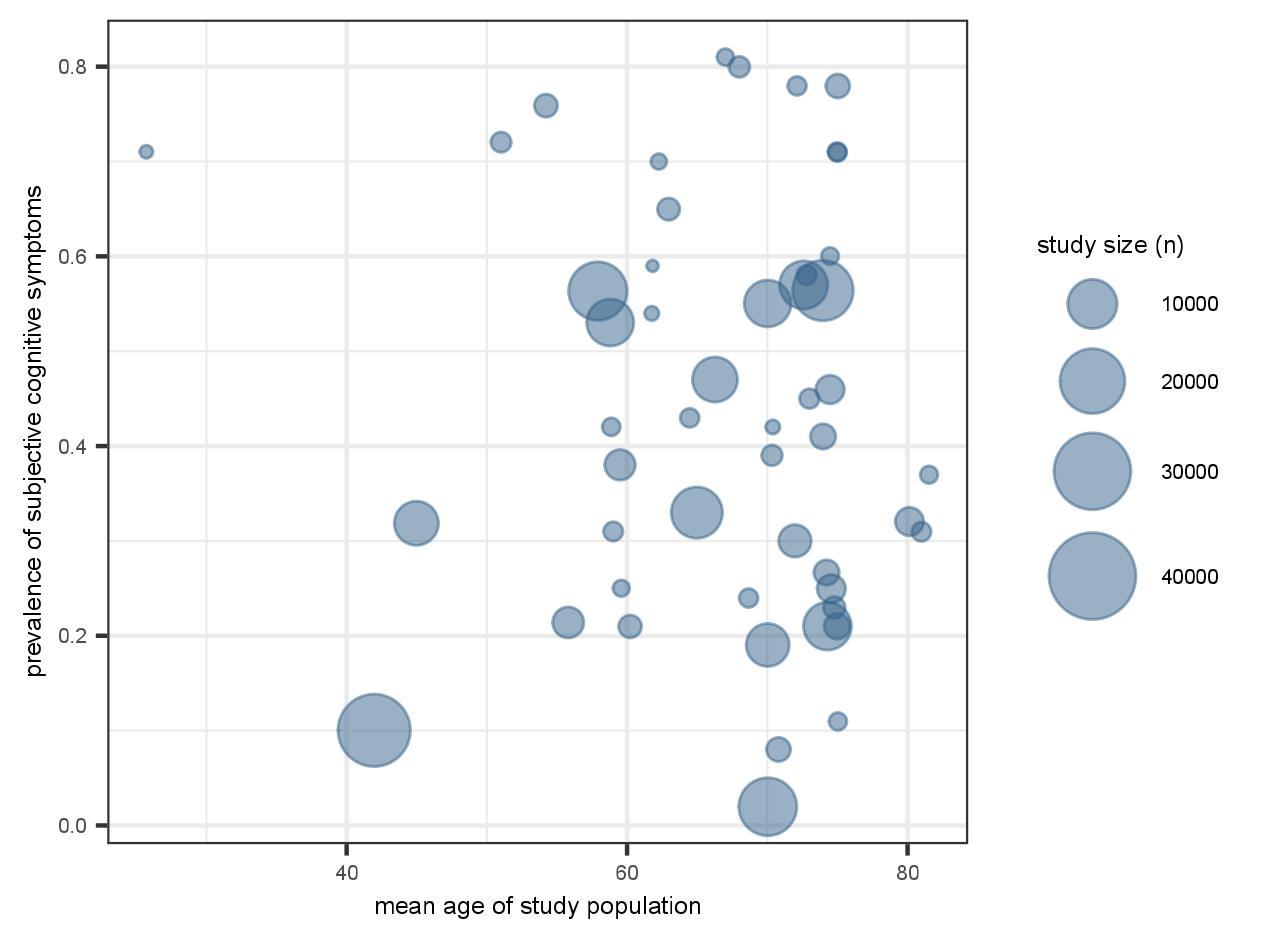 prevalence of subjective cognitive symptoms
0.8
0.6
0.4
0.2
0.0
40 60 80
mean age of study population
study size (n)
10000
20000
30000
40000